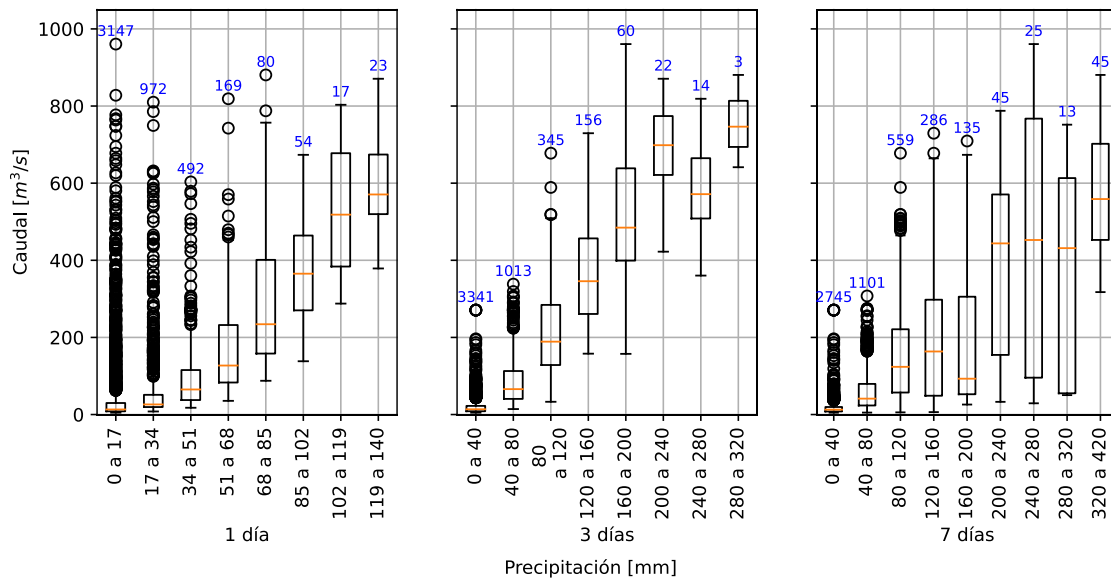 1000
800
600
400
200
0
Caudal [m³/s]
3147
972
492
169
80
54
17
23
0 a 17
17 a 34
34 a 51
51 a 68
68 a 85
85 a 102
102 a 119
119 a 140
1 día
3341
1013
345
156
60
22
14
3
0 a 40
40 a 80
80
a 120
120 a 160
160 a 200
200 a 240
240 a 280
280 a 320
3 días
2745
1101
559
286
135
45
25
13
45
0 a 40
40 a 80
80 a 120
120 a 160
160 a 200
200 a 240
240 a 280
280 a 320
320 a 420
7 días
Precipitación [mm]